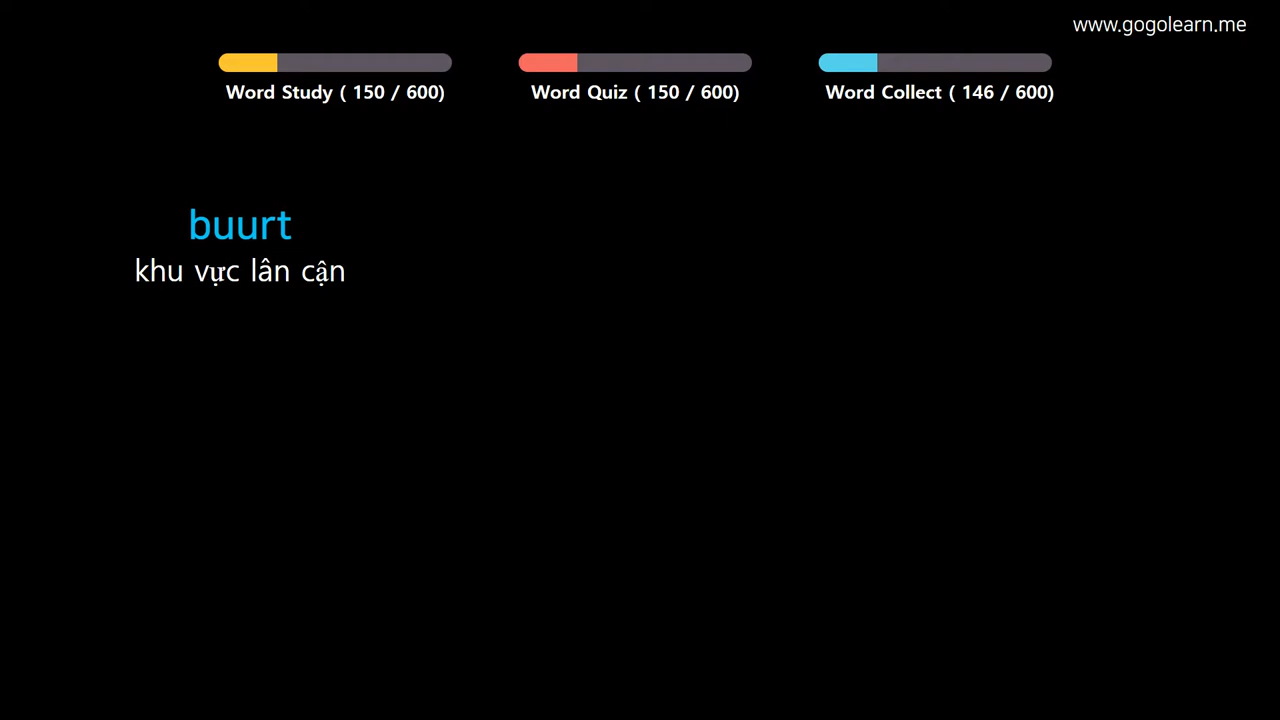 www.gogolearn.me
Word Study ( 150 / 600)
Word Quiz ( 150 / 600)
Word Collect ( 146 / 600)
buurt
khu vực lân cận